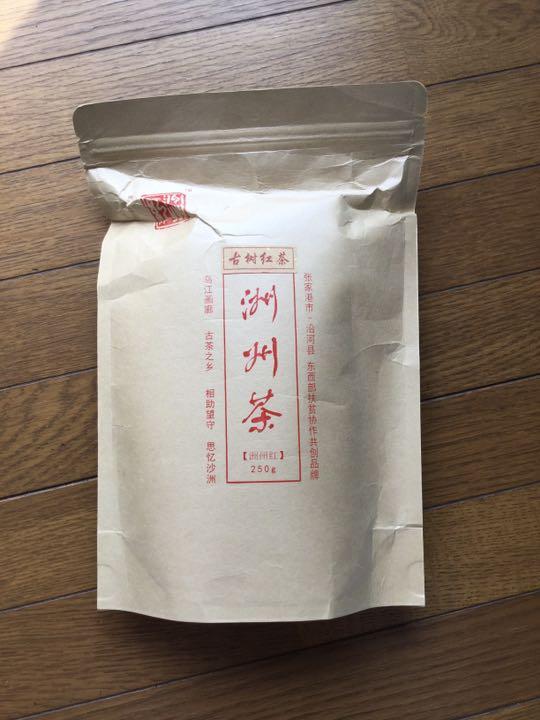 古树红茶
洲州茶
【洲州红】
250g
张家港市-沿河县 东西部扶贫协作共创品牌
乌江画廊 古茶之乡 相助望守 思忆沙洲
TM